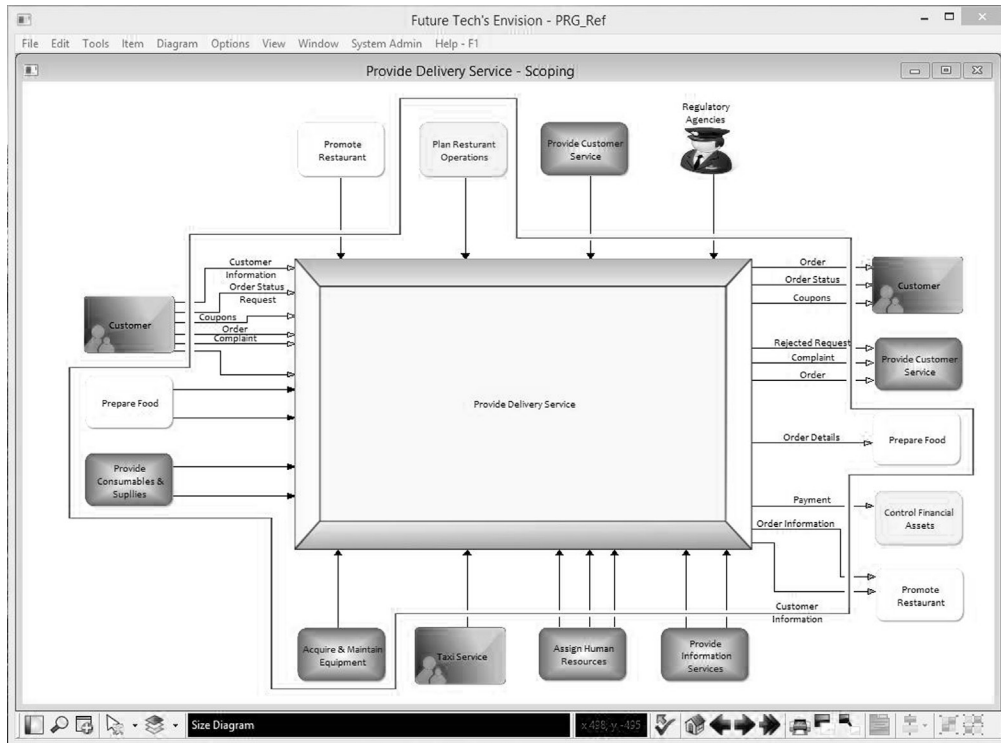 Future Tech's Envision - PRG_Ref
File Edit Tools Item Diagram Options View Window System Admin Help - F1
Provide Delivery Service - Scoping
Regulatory
Agencies
Promote
Restaurant
Plan Resturant
Operations
Provide Customer
Service
Customer
Information
Order Status
Request
Coupons
Order
Complaint
Customer
Order
Order Status
Coupons
Customer
Rejected Request
Complaint
Order
Provide Customer
Service
Prepare Food
Provide Delivery Service
Order Details
Prepare Food
Provide
Consumables &
Supllies
Payment
Control Financial
Assets
Order Information
Promote
Restaurant
Customer
Information
Acquire & Maintain
Equipment
Taxi Service
Assign Human
Resources
Provide
Information
Services
Size Diagram
x:498, y:-495